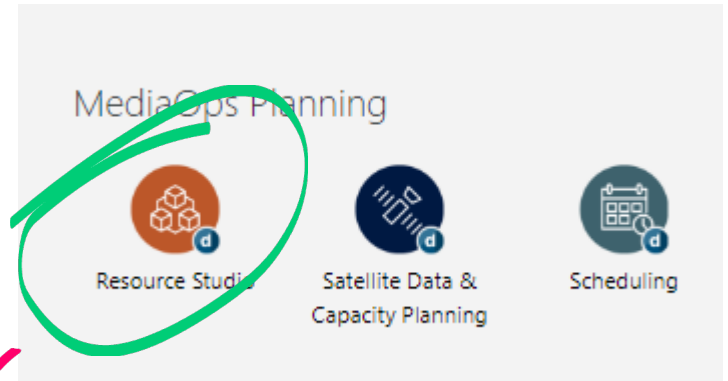 MediaOps Planning
d
d
d
Resource Studio
Satellite Data &
Capacity Planning
Scheduling